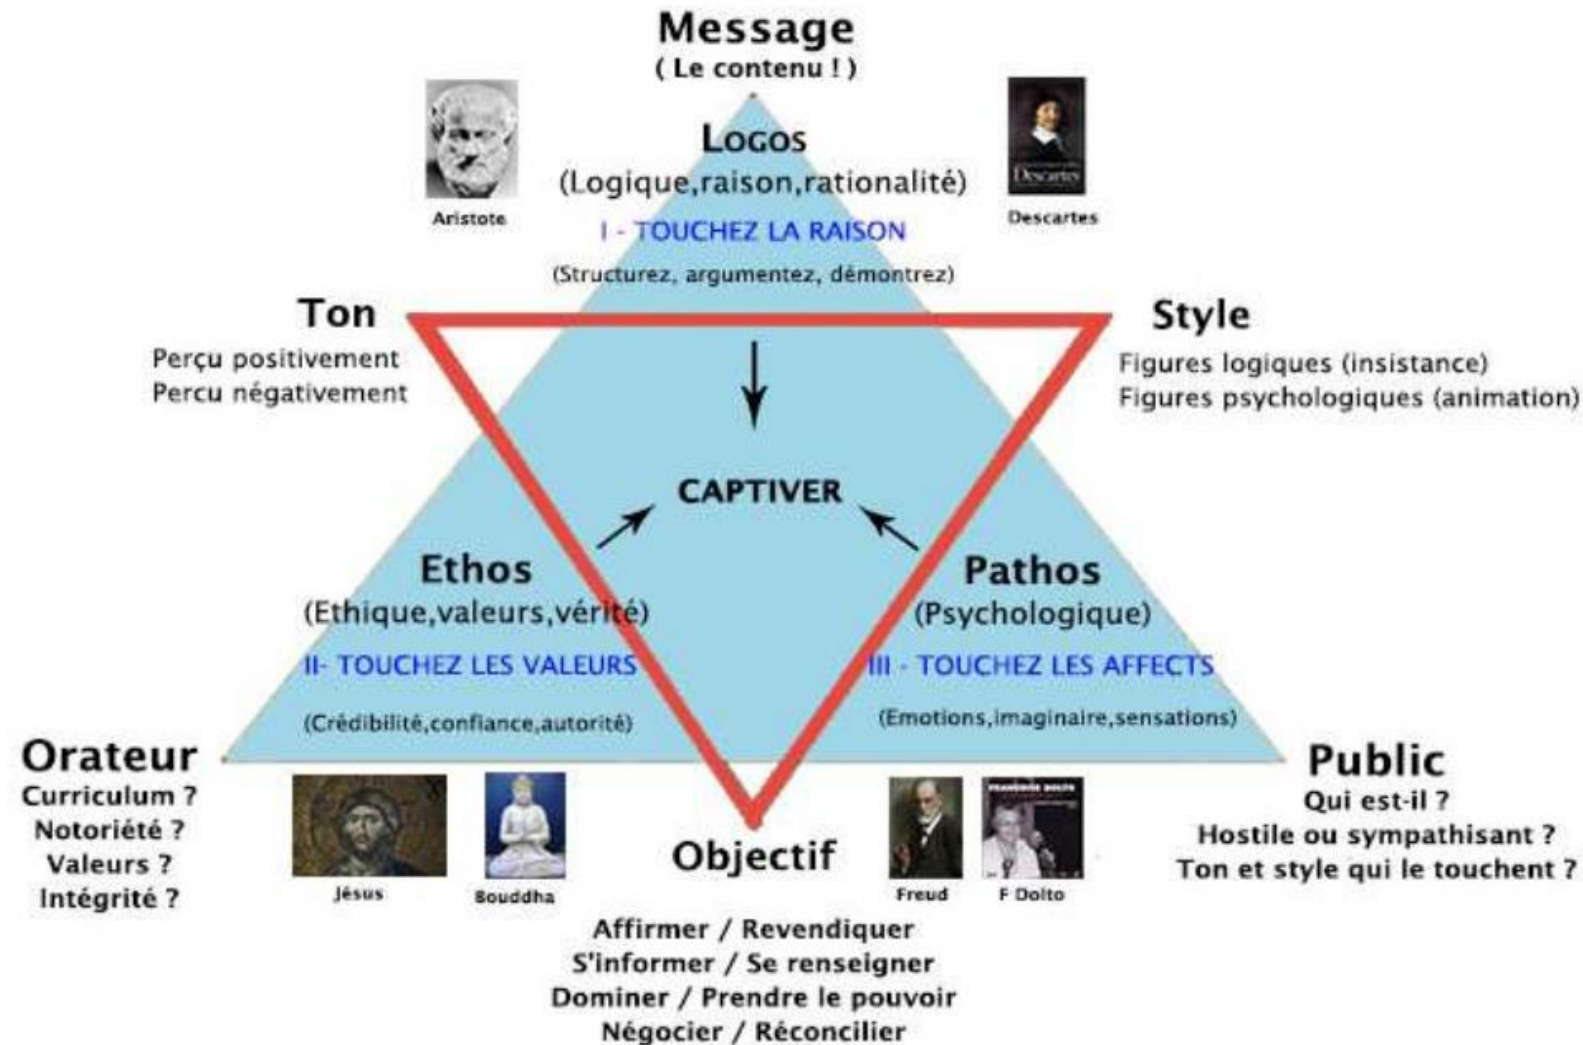 Message
( Le contenu ! )
LOGOS
(Logique,raison,rationalité)
Descartes
Aristote
Descartes
I - TOUCHEZ LA RAISON
(Structurez, argumentez, démontrez)
Ton
Perçu positivement
Percu négativement
Style
Figures logiques (insistance)
Figures psychologiques (animation)
CAPTIVER
Ethos
(Ethique,valeurs,vérité)
II- TOUCHEZ LES VALEURS
(Crédibilité,confiance,autorité)
Pathos
(Psychologique)
III - TOUCHEZ LES AFFECTS
(Emotions,imaginaire,sensations)
Orateur
Curriculum ?
Notoriété ?
Valeurs ?
Intégrité ?
Jésus
Bouddha
FRANÇOISE DOLTO
Freud
F Dolto
Public
Qui est-il ?
Hostile ou sympathisant ?
Ton et style qui le touchent ?
Objectif
Affirmer / Revendiquer
S'informer / Se renseigner
Dominer / Prendre le pouvoir
Négocier / Réconcilier